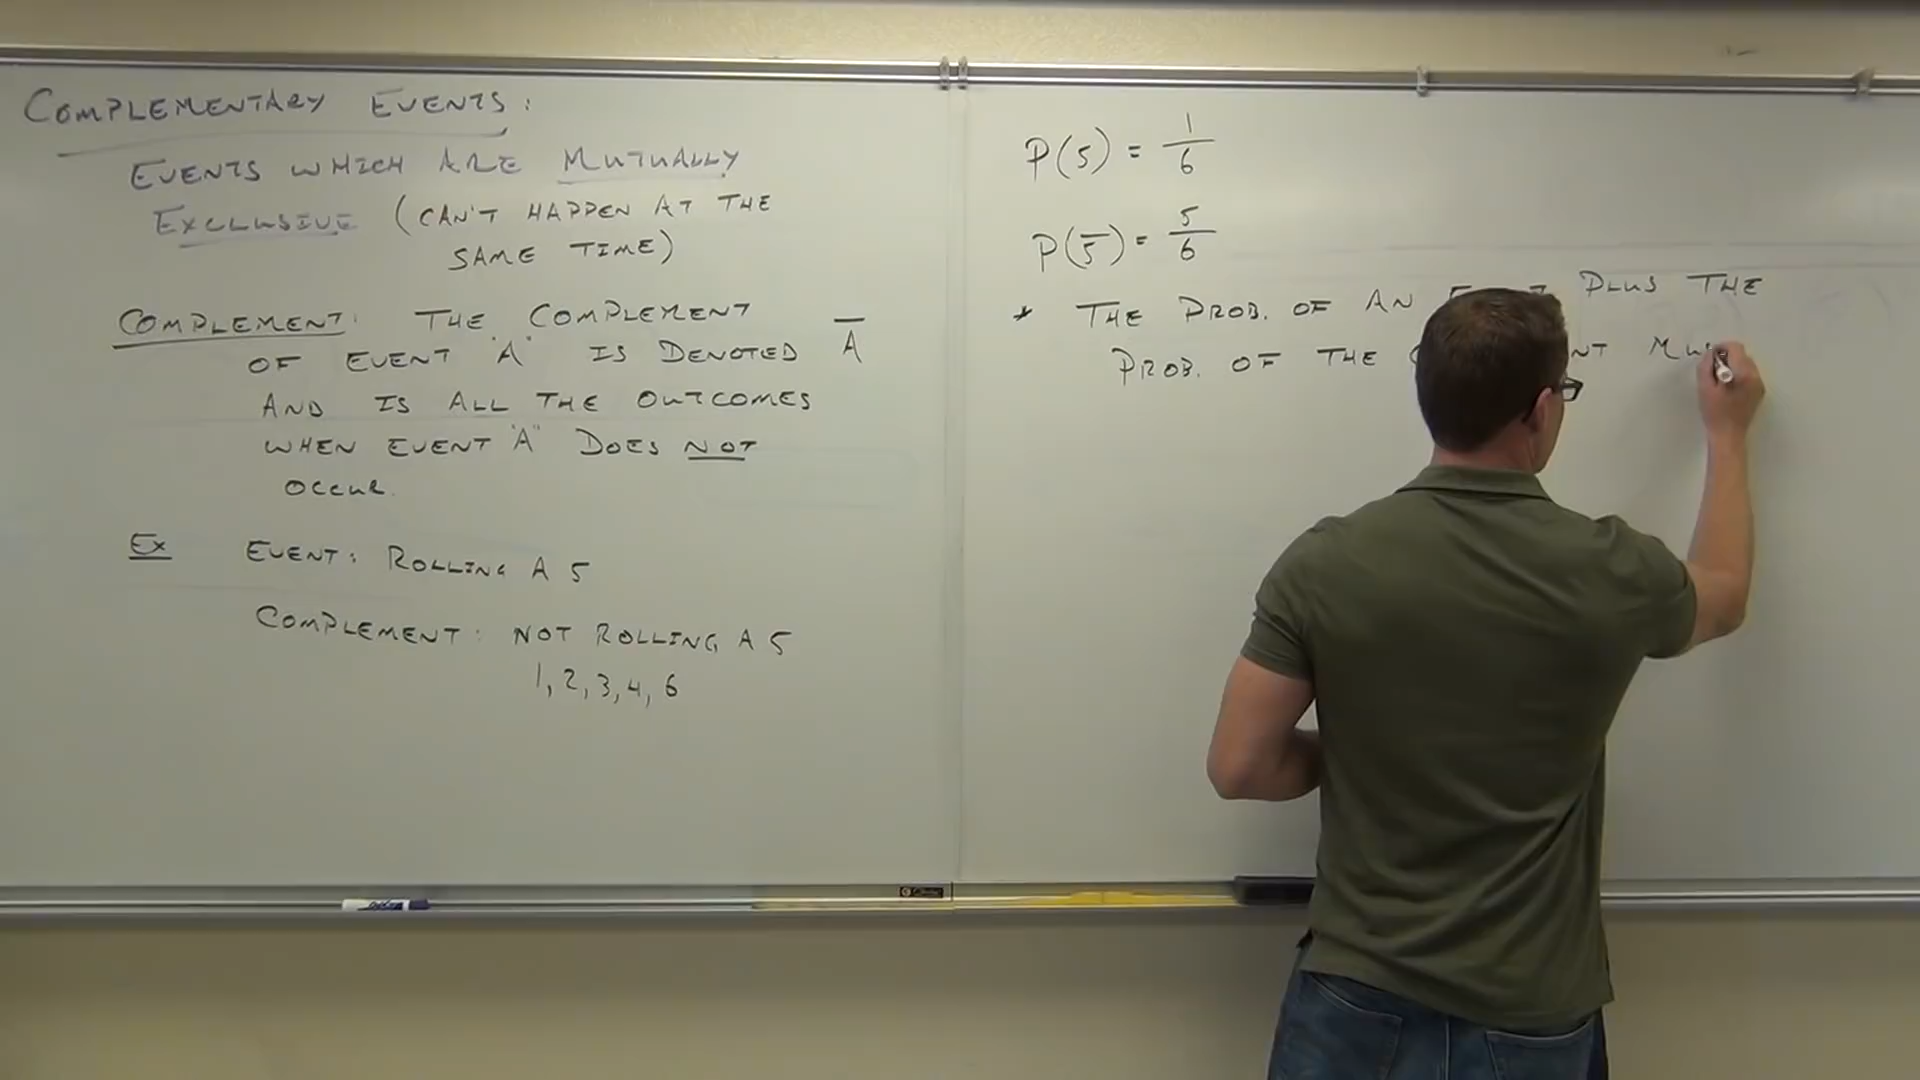 COMPLEMENTARY EVENTS:
EVENTS WHICH ARE MUTUALLY
EXCLUSIVE (CAN'T HAPPEN AT THE
SAME TIME)
COMPLEMENT: THE COMPLEMENT
OF EVENT "A" IS DENOTED A̅
AND IS ALL THE OUTCOMES
WHEN EVENT "A" DOES NOT
OCCUR.
EX EVENT: ROLLING A 5
COMPLEMENT: NOT ROLLING A 5
1, 2, 3, 4, 6
P(5) = 1/6
P(5̅) = 5/6
* THE PROB. OF AN PLUS THE
PROB. OF THE